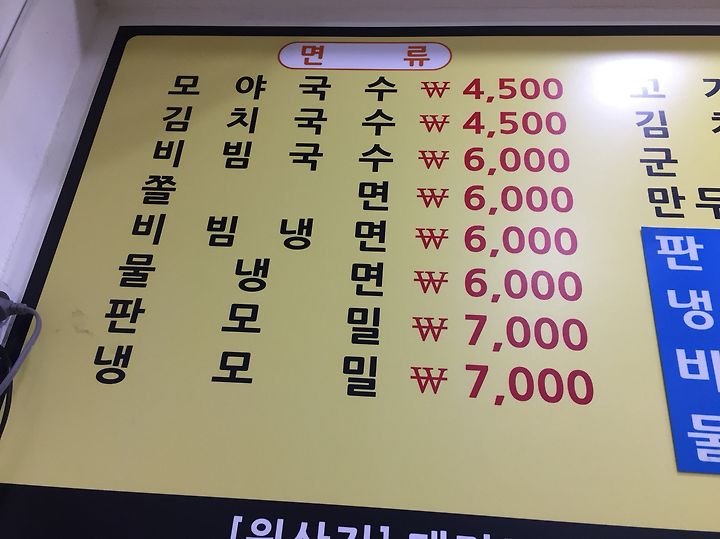 면 류
모 야 국 수 ₩ 4,500
김 치 국 수 ₩ 4,500
비 빔 국 수 ₩ 6,000
쫄 면 ₩ 6,000
비 빔 냉 면 ₩ 6,000
물 냉 면 ₩ 6,000
판 모 밀 ₩ 7,000
냉 모 밀 ₩ 7,000
고
김
군
만 두
판
냉
비
물